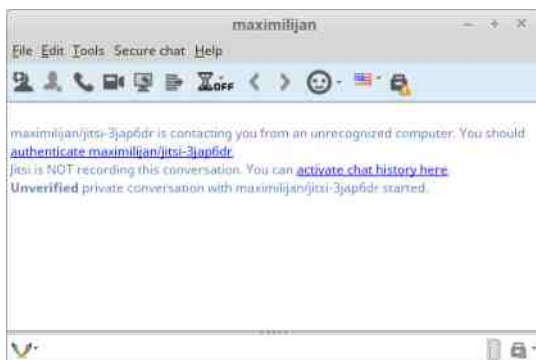 maximilijan
File Edit Tools Secure chat Help
OFF
maximilijan/jitsi-3jap6dr is contacting you from an unrecognized computer. You should
authenticate maximilijan/jitsi-3jap6dr.
Jitsi is NOT recording this conversation. You can activate chat history here.
Unverified private conversation with maximilijan/jitsi-3jap6dr started.